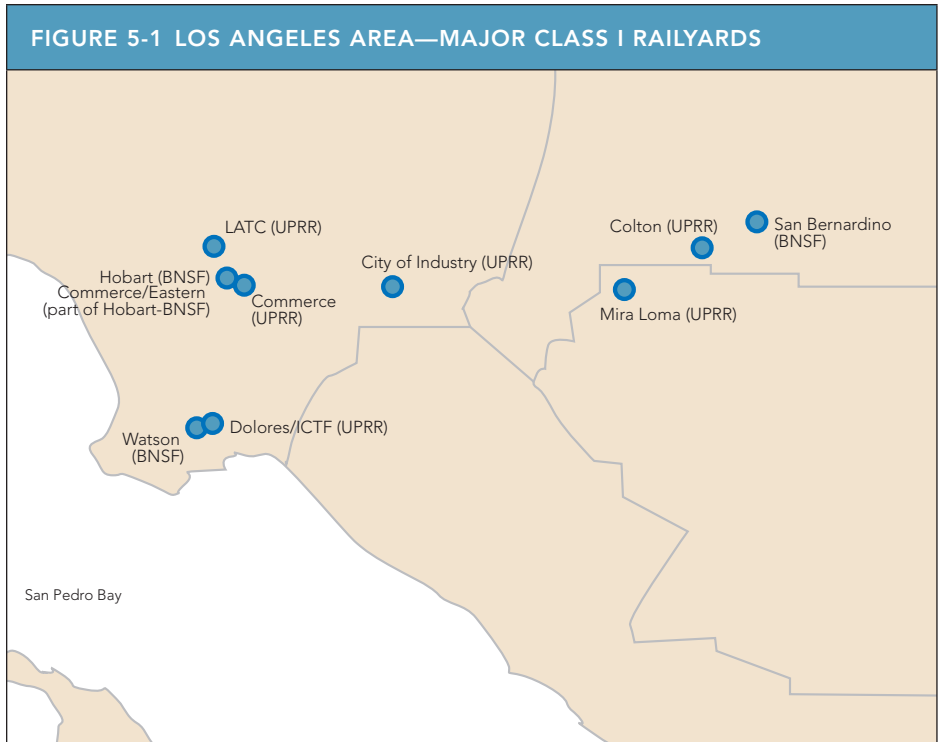 FIGURE 5-1 LOS ANGELES AREA—MAJOR CLASS I RAILYARDS
LATC (UPRR)
Hobart (BNSF)
Commerce/Eastern
(part of Hobart-BNSF)
Commerce
(UPRR)
City of Industry (UPRR)
Colton (UPRR)
San Bernardino
(BNSF)
Mira Loma (UPRR)
Dolores/ICTF (UPRR)
Watson
(BNSF)
San Pedro Bay